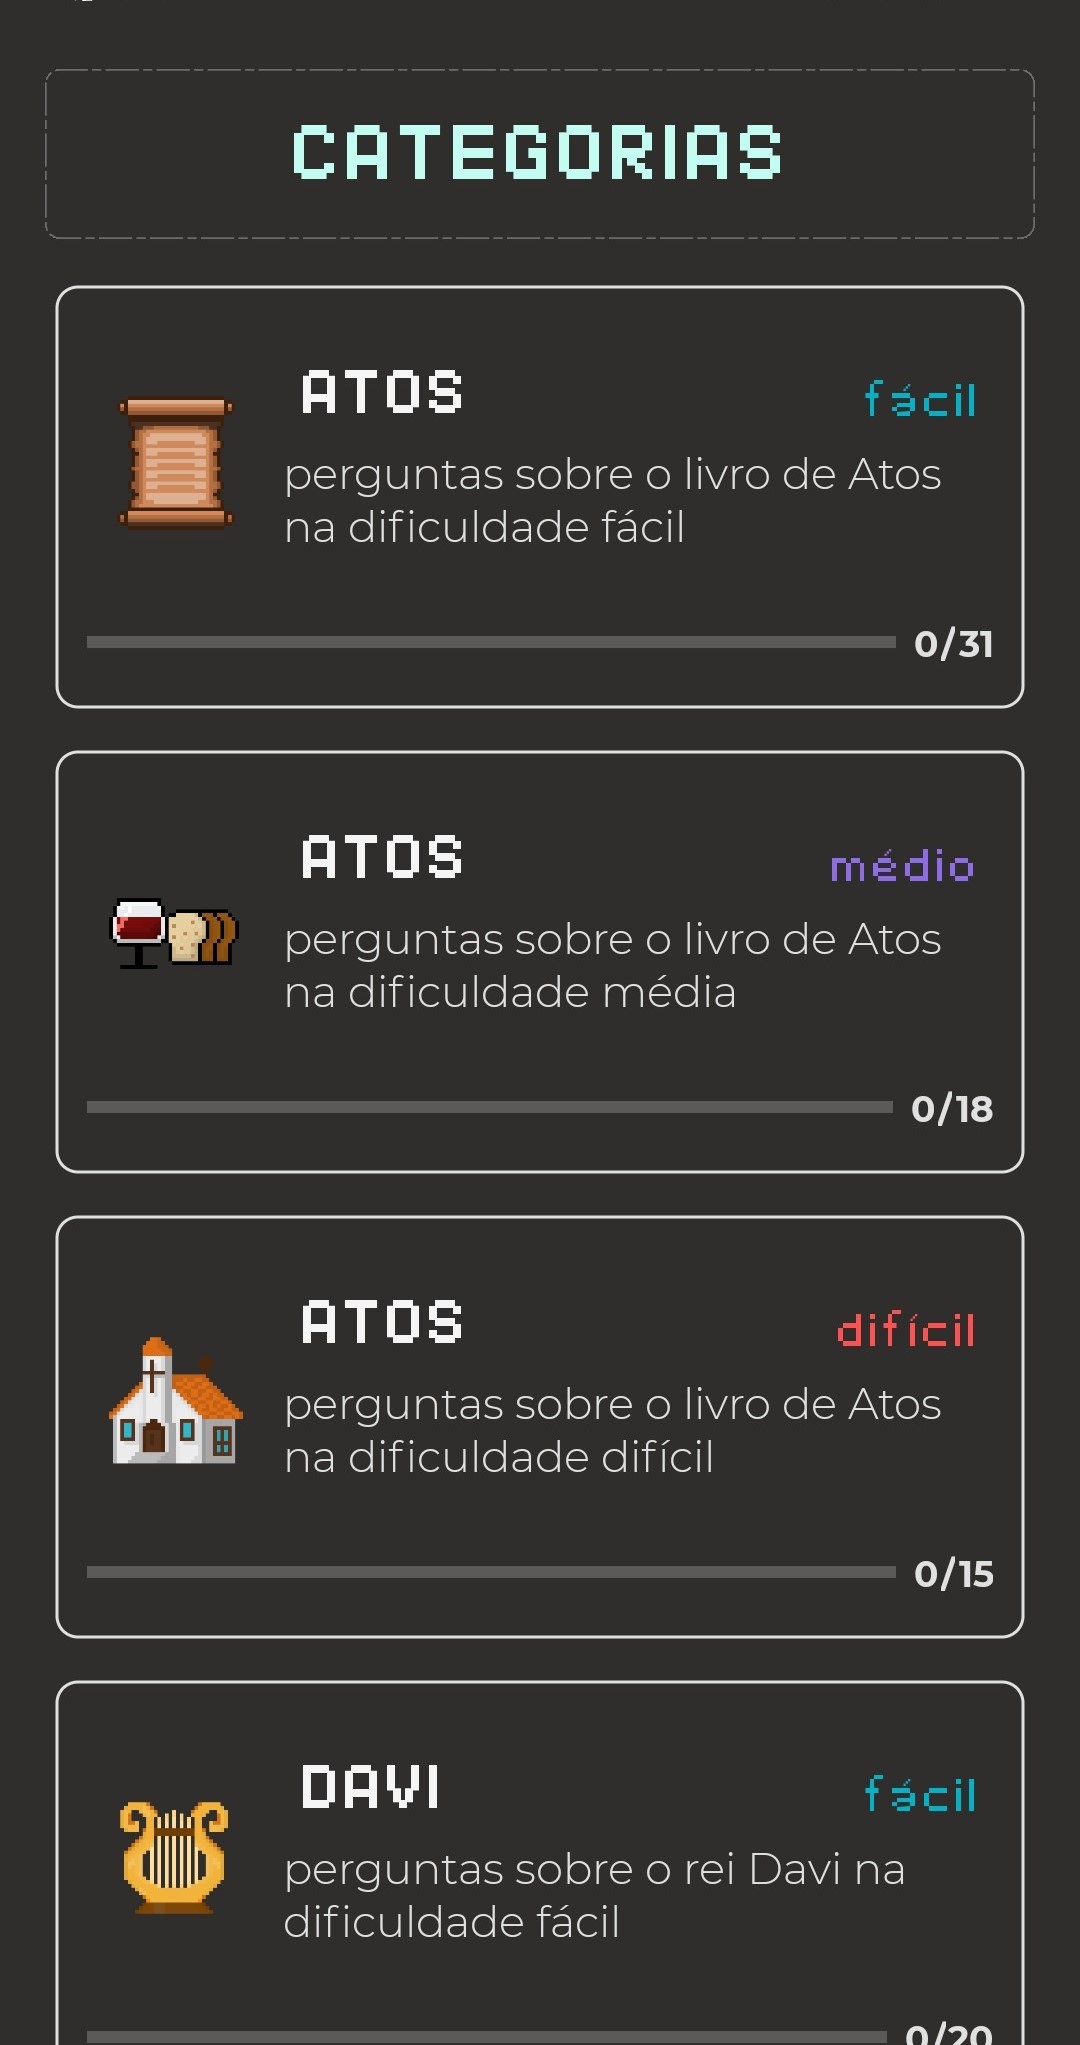 CATEGORIAS
ATOS
fácil
perguntas sobre o livro de Atos
na dificuldade fácil
0/31
ATOS
médio
perguntas sobre o livro de Atos
na dificuldade média
0/18
ATOS
difícil
perguntas sobre o livro de Atos
na dificuldade difícil
0/15
DAVI
fácil
perguntas sobre o rei Davi na
dificuldade fácil
0/20